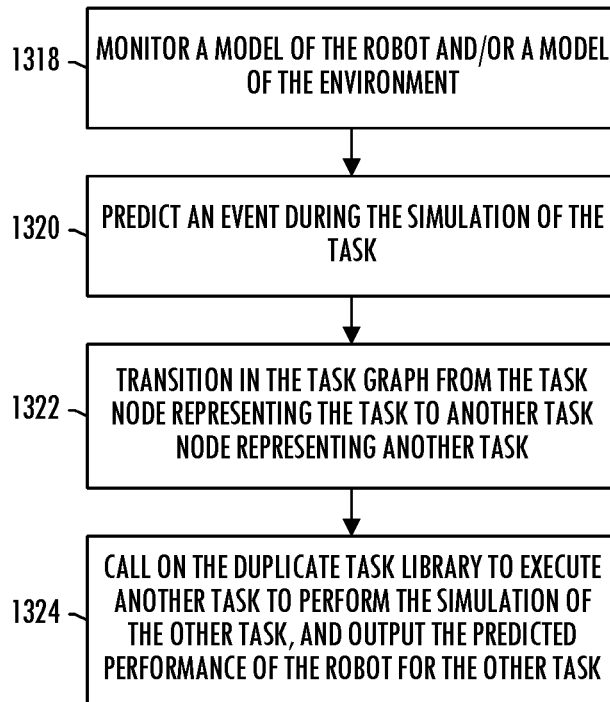 1318
MONITOR A MODEL OF THE ROBOT AND/OR A MODEL
OF THE ENVIRONMENT
1320
PREDICT AN EVENT DURING THE SIMULATION OF THE
TASK
1322
TRANSITION IN THE TASK GRAPH FROM THE TASK
NODE REPRESENTING THE TASK TO ANOTHER TASK
NODE REPRESENTING ANOTHER TASK
1324
CALL ON THE DUPLICATE TASK LIBRARY TO EXECUTE
ANOTHER TASK TO PERFORM THE SIMULATION OF
THE OTHER TASK, AND OUTPUT THE PREDICTED
PERFORMANCE OF THE ROBOT FOR THE OTHER TASK